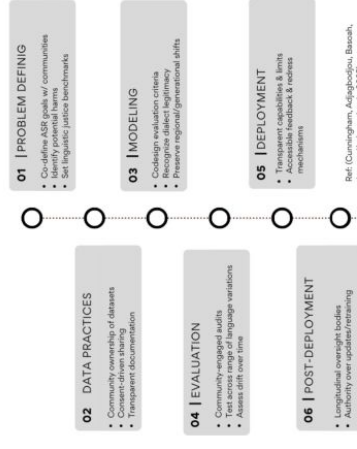 01 | PROBLEM DEFINIG
• Co-define ASR goals w/ communities
• Identify potential harms
• Set linguistic justice benchmarks
02 DATA PRACTICES
• Community ownership of datasets
• Consent-driven sharing
• Transparent documentation
03 | MODELING
• Codesign evaluation criteria
• Recognize dialect legitimacy
• Preserve regional/generational shifts
04 | EVALUATION
• Community-engaged audits
• Test across range of language variations
• Assess drift over time
05 | DEPLOYMENT
• Transparent capabilities & limits
• Accessible feedback & redress
mechanisms
06 | POST-DEPLOYMENT
• Longitudinal oversight bodies
• Authority over updates/retraining
Ref: (Cunningham, Adjagbodjou, Basoah,